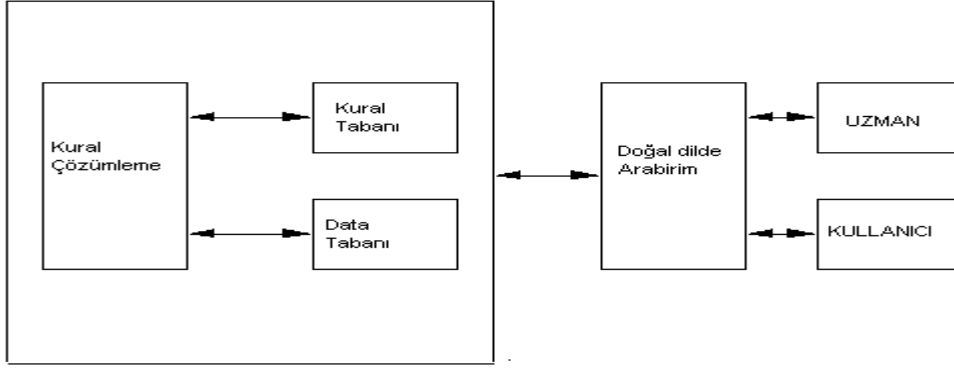 Kural
Çözümleme
Kural
Tabanı
Data
Tabanı
Doğal dilde
Arabirim
UZMAN
KULLANICI